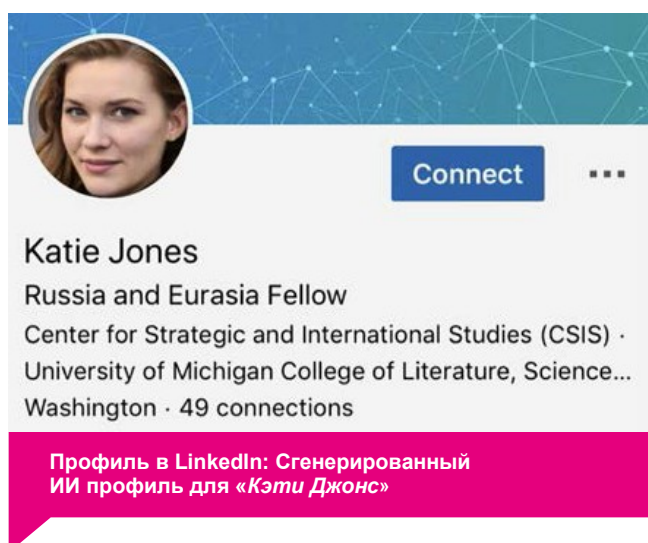 Connect
Katie Jones
Russia and Eurasia Fellow
Center for Strategic and International Studies (CSIS) ·
University of Michigan College of Literature, Science...
Washington · 49 connections
Профиль в LinkedIn: Сгенерированный
ИИ профиль для «Кэти Джонс»